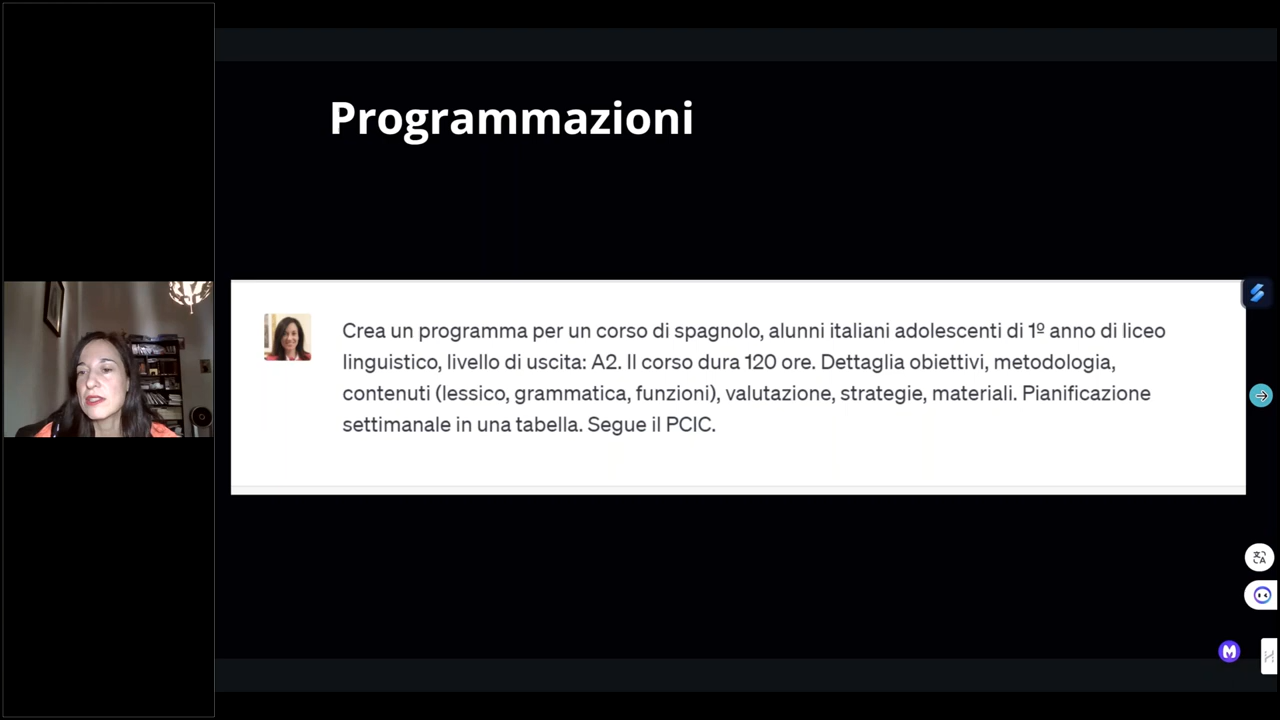 Programmazioni
Crea un programma per un corso di spagnolo, alunni italiani adolescenti di 1º anno di liceo
linguistico, livello di uscita: A2. Il corso dura 120 ore. Dettaglia obiettivi, metodologia,
contenuti (lessico, grammatica, funzioni), valutazione, strategie, materiali. Pianificazione
settimanale in una tabella. Segue il PCIC.